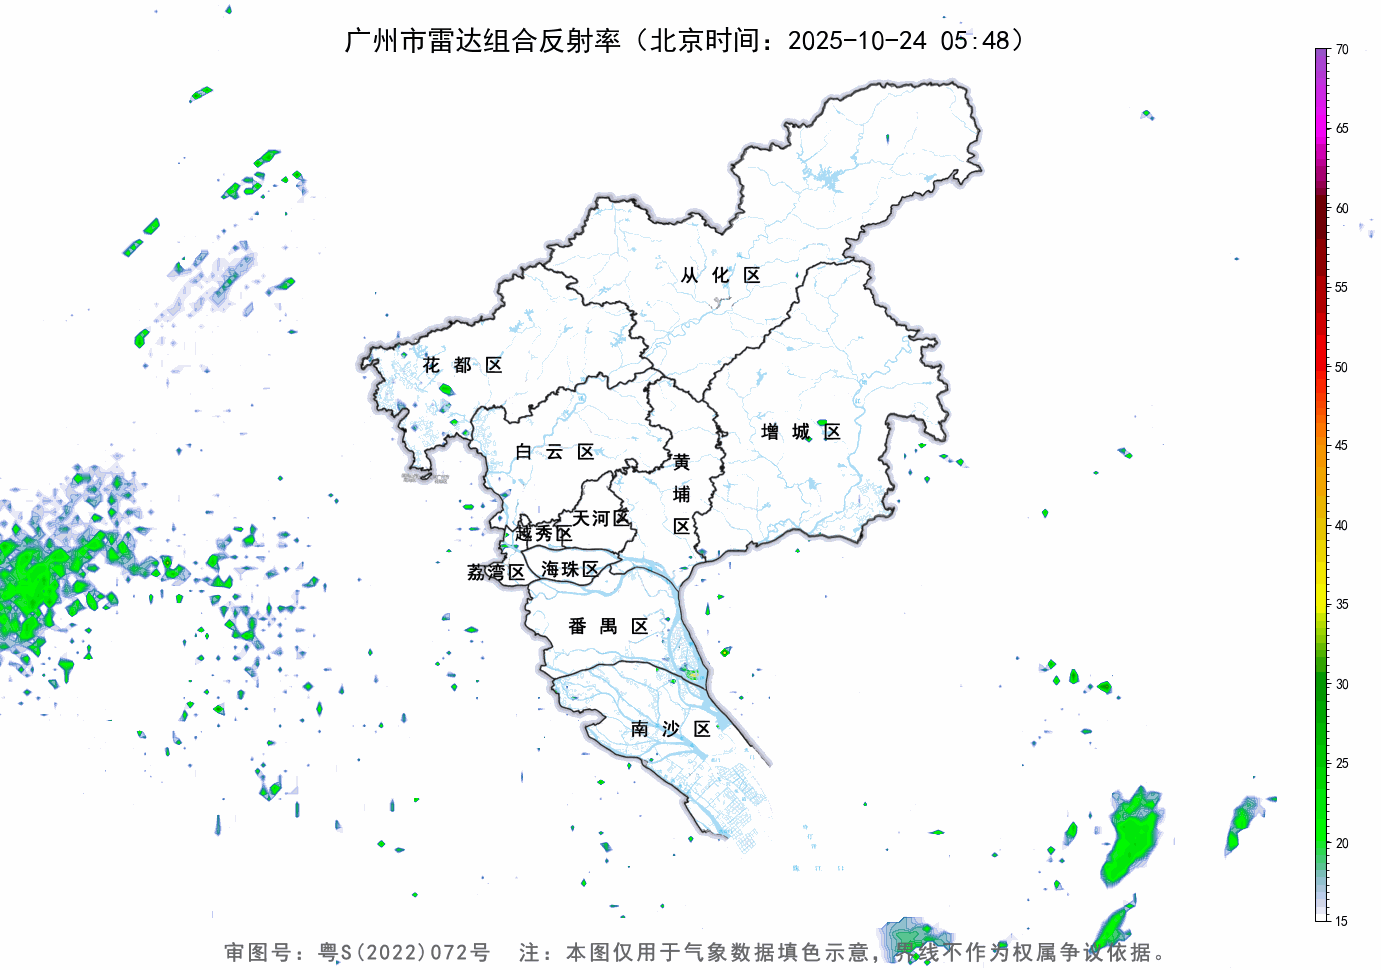 广州市雷达组合反射率（北京时间：2025-10-24 05:48）
70
65
60
55
50
45
40
35
30
25
20
15
从化区
花都区
增城区
白云区
黄埔区
天河区
越秀区
荔湾区
海珠区
番禺区
南沙区
审图号：粤S(2022)072号 注：本图仅用于气象数据填色示意，界线不作为权属争议依据。